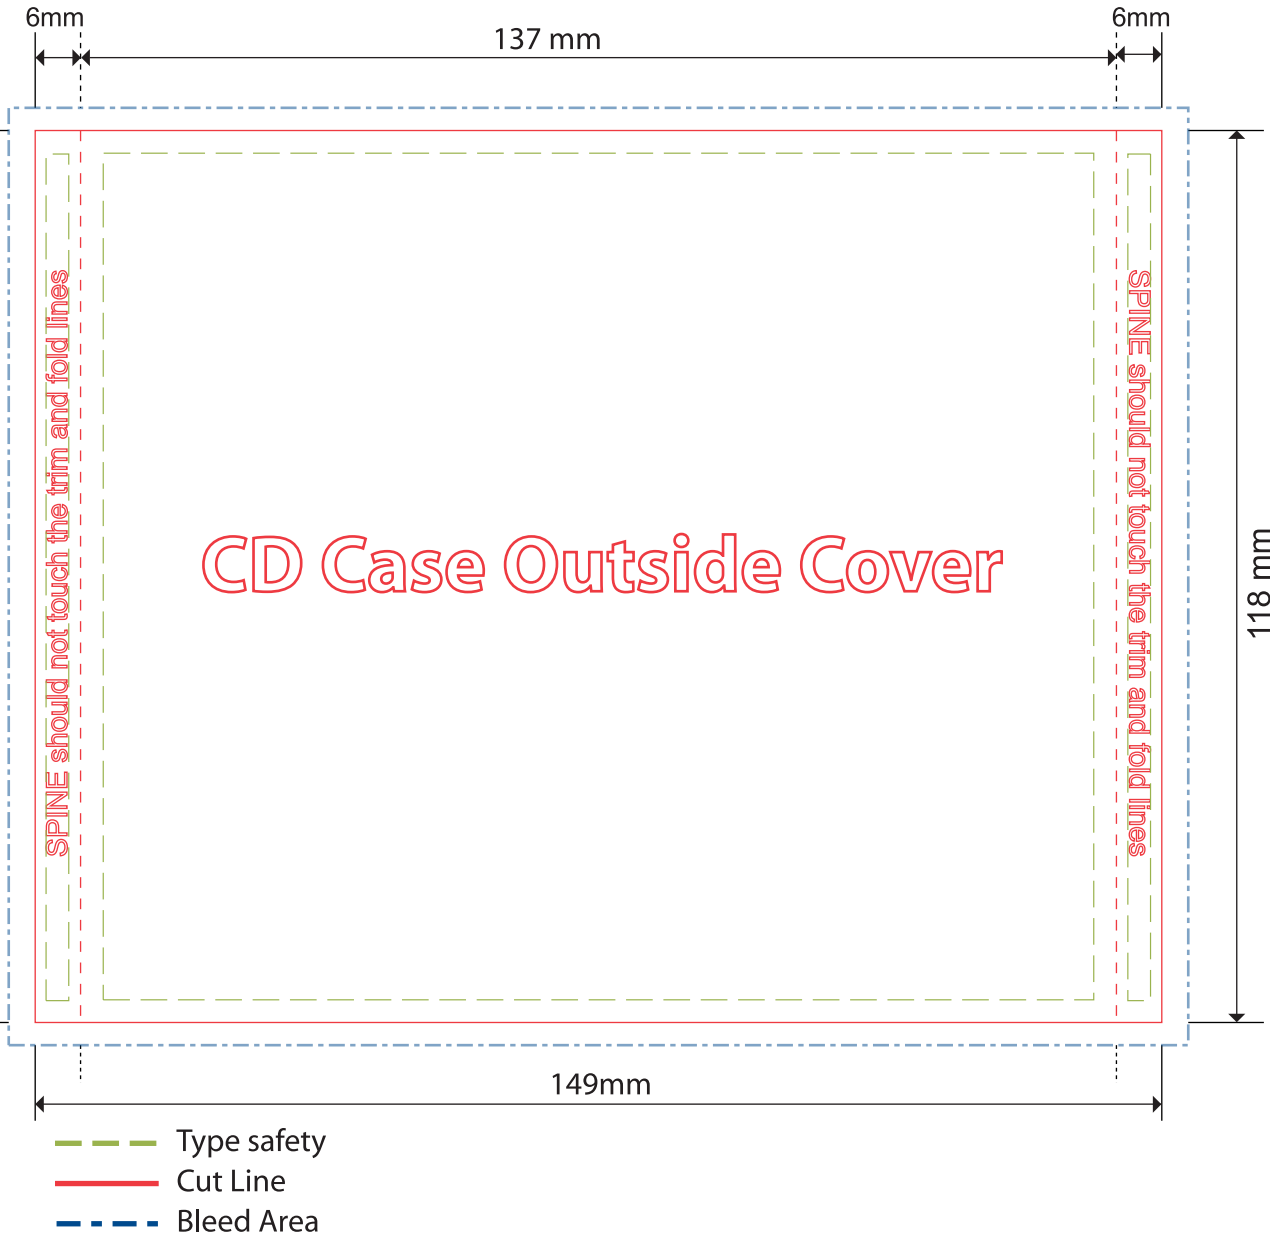 6mm
137 mm
6mm
SPINE should not touch the trim and fold lines
CD Case Outside Cover
SPINE should not touch the trim and fold lines
118 mm
149mm
Type safety
Cut Line
Bleed Area